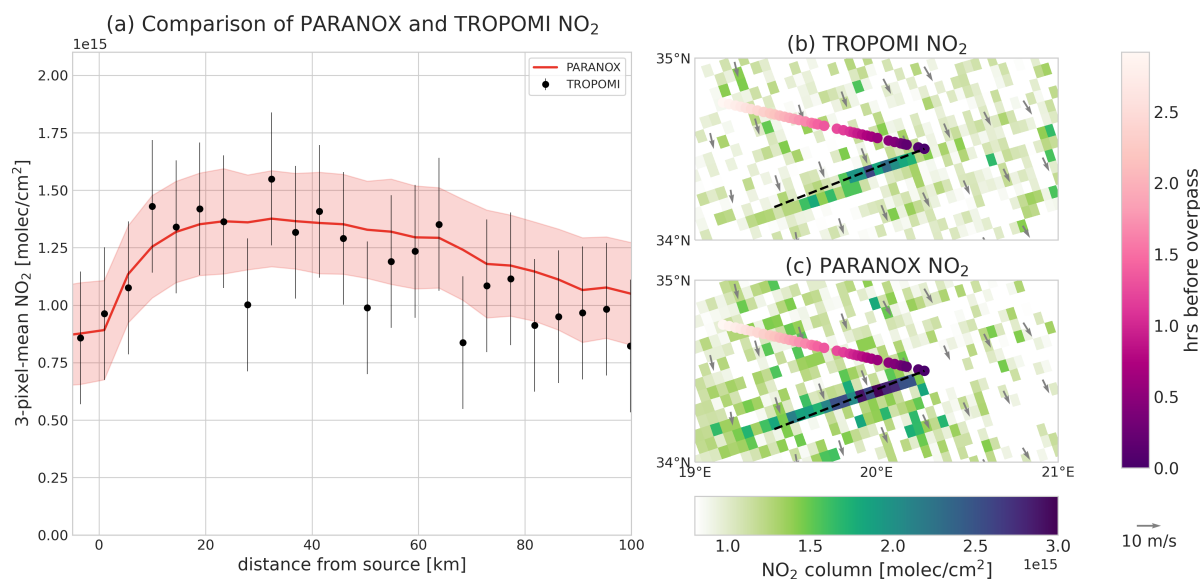 (a) Comparison of PARANOX and TROPOMI NO₂
1e15
2.00
1.75
1.50
1.25
1.00
0.75
0.50
0.25
0.00
3-pixel-mean NO₂ [molec/cm²]
PARANOX
TROPOMI
0 20 40 60 80 100
distance from source [km]
(b) TROPOMI NO₂
35°N
34°N
(c) PARANOX NO₂
35°N
34°N
19°E 20°E 21°E
1.0 1.5 2.0 2.5 3.0
1e15
NO₂ column [molec/cm²]
2.5
2.0
1.5
1.0
0.5
0.0
hrs before overpass
10 m/s